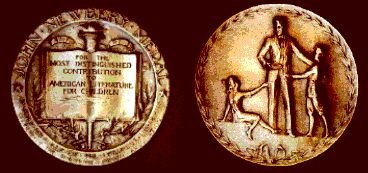 JOHN NEWBERY MEDAL
FOR THE
MOST DISTINGUISHED
CONTRIBUTION
TO
AMERICAN LITERATURE
FOR CHILDREN